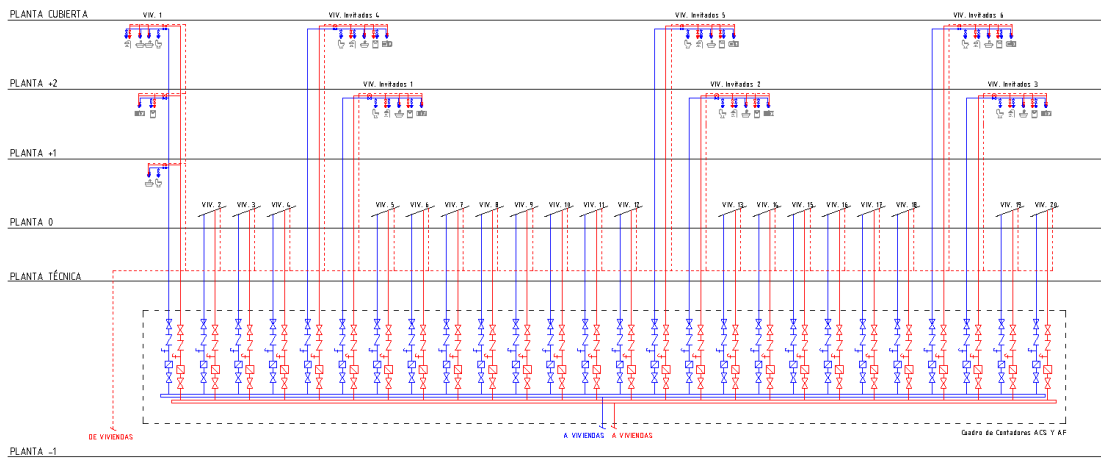 PLANTA CUBIERTA
VIV. 1
VIV. Invitados 4
VIV. Invitados 5
VIV. Invitados 6
PLANTA +2
VIV. Invitados 1
VIV. Invitados 2
VIV. Invitados 3
PLANTA +1
VIV. 2
VIV. 3
VIV. 4
VIV. 5
VIV. 6
VIV. 7
VIV. 8
VIV. 9
VIV. 10
VIV. 11
VIV. 12
VIV. 13
VIV. 14
VIV. 15
VIV. 16
VIV. 17
VIV. 18
VIV. 19
VIV. 20
PLANTA 0
PLANTA TÉCNICA
DE VIVIENDAS
A VIVIENDAS
A VIVIENDAS
Cuadro de Contadores ACS Y AF
PLANTA -1